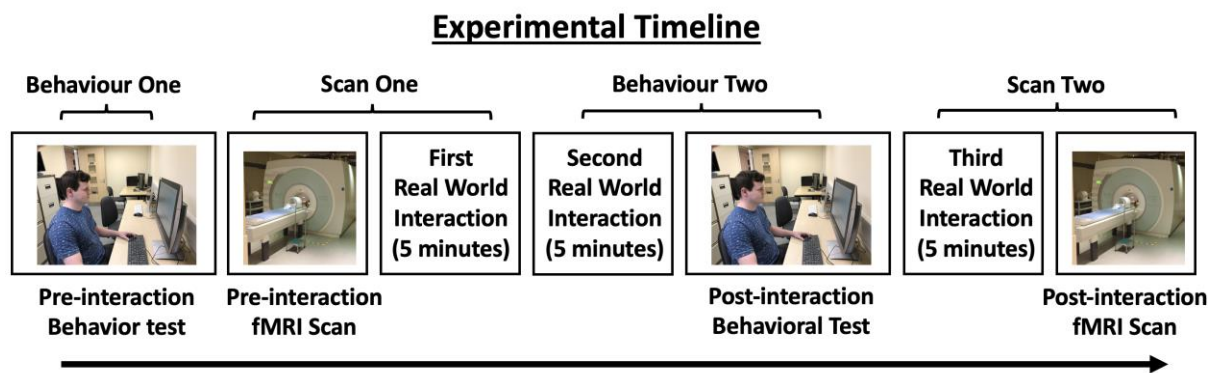 Experimental Timeline
Behaviour One
Scan One
Behaviour Two
Scan Two
First
Real World
Interaction
(5 minutes)
Second
Real World
Interaction
(5 minutes)
Third
Real World
Interaction
(5 minutes)
Pre-interaction
Behavior test
Pre-interaction
fMRI Scan
Post-interaction
Behavioral Test
Post-interaction
fMRI Scan